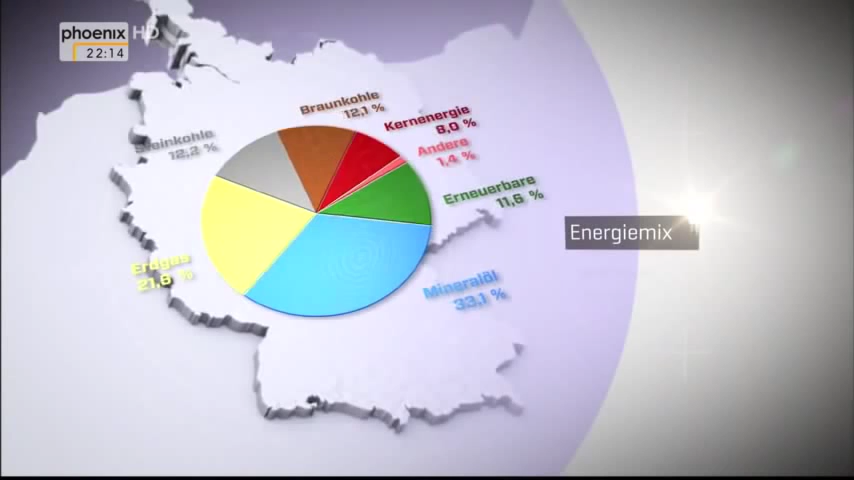 phoenix HD
22:14
Braunkohle
12,1 %
Kernenergie
8,0 %
Andere
1,4 %
Steinkohle
12,2 %
Erneuerbare
11,6 %
Energiemix
Erdgas
21,6 %
Mineralöl
33,1 %